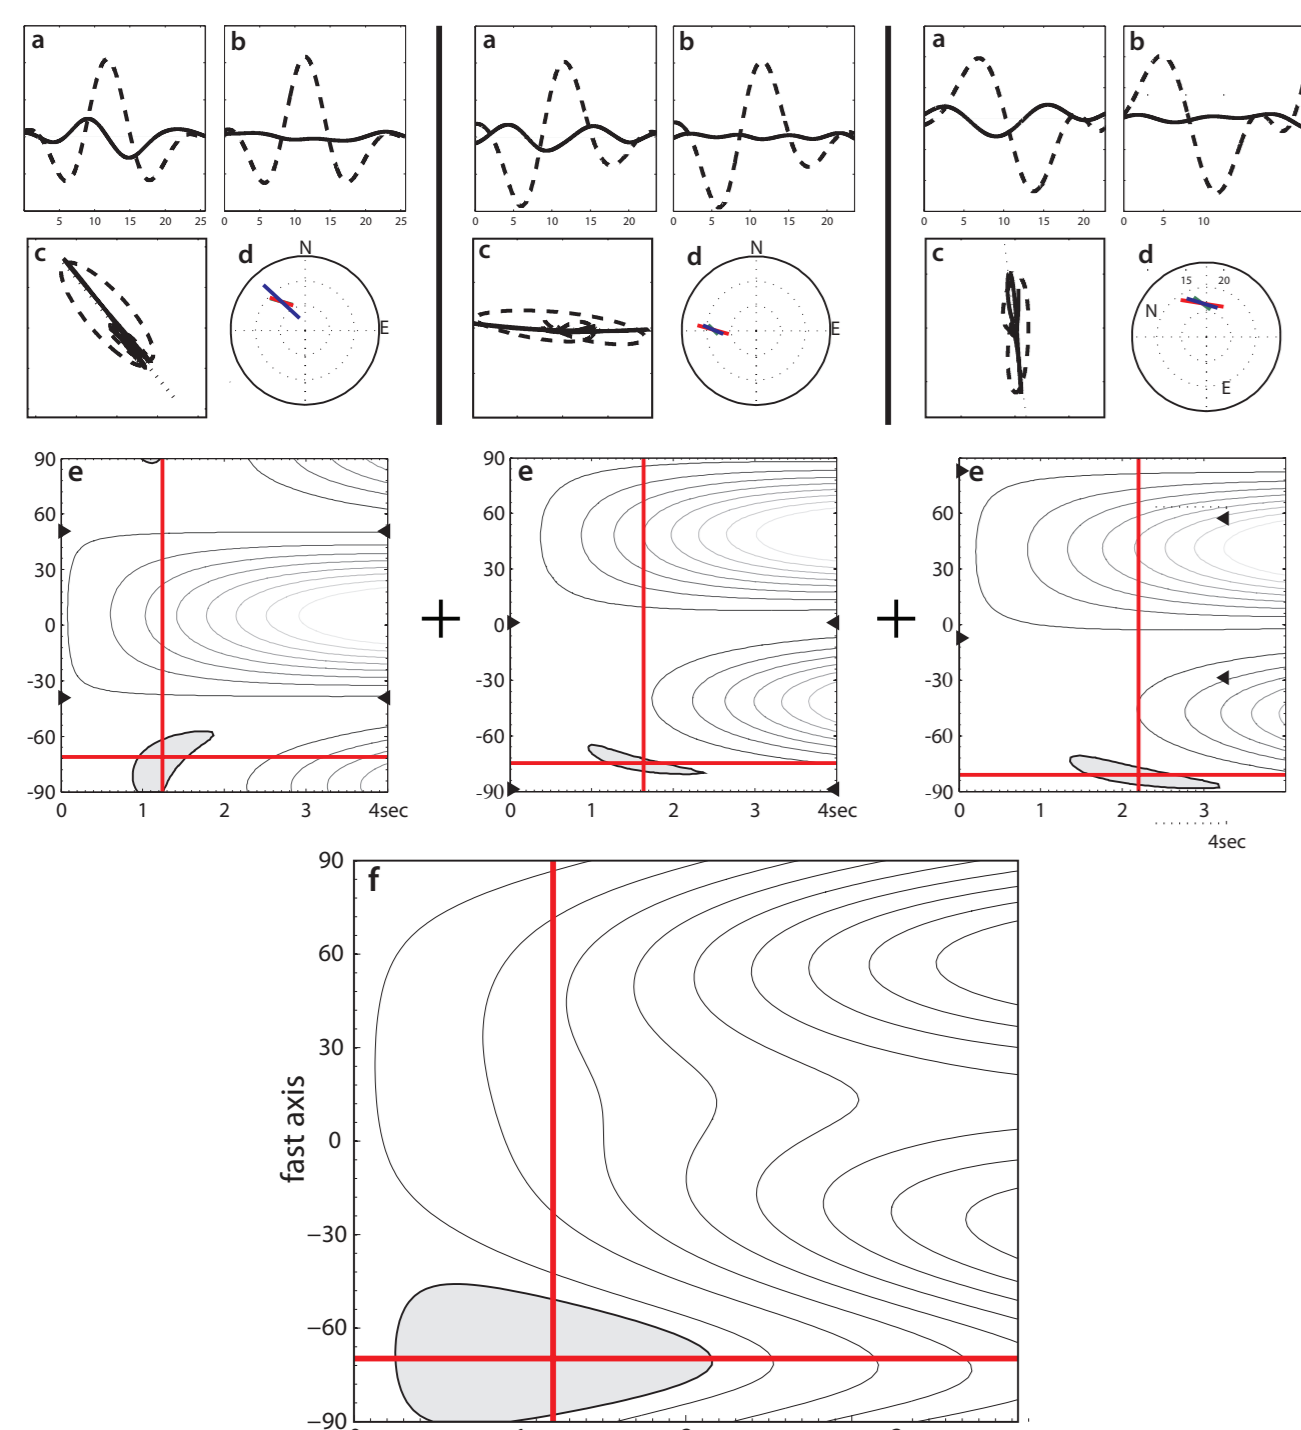 a b a b a b
5 10 15 20 25 0 5 10 15 20 25 0 5 10 15 20 0 5 10 15 20 0 5 10 15 20 0 5 10
c d N E c d N E c d 15 20 N E
e e e
90 60 30 0 -30 -60 -90
0 1 2 3 4sec
90 60 30 0 -30 -60 -90
0 1 2 3 4sec
90 60 30 0 -30 -60 -90
0 1 2 3
4sec
+ +
f
fast axis
90
60
30
0
−30
−60
−90